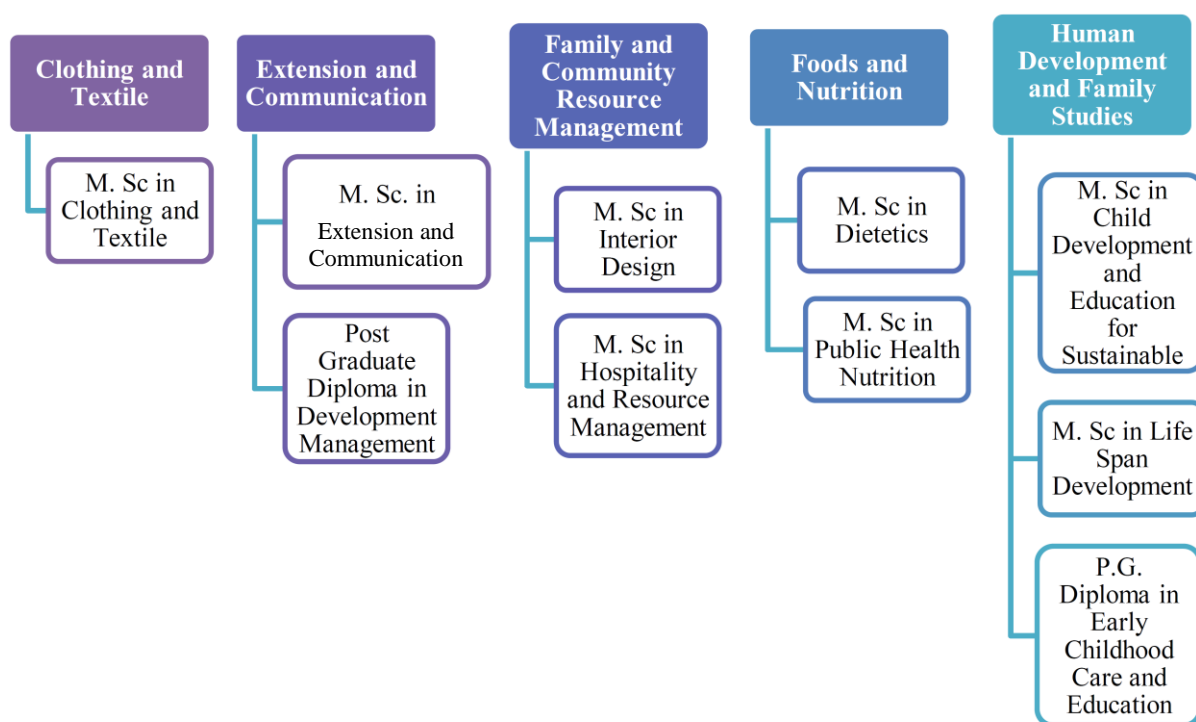 Clothing and
Textile
M. Sc in
Clothing and
Textile
Extension and
Communication
M. Sc. in
Extension and
Communication
Post
Graduate
Diploma in
Development
Management
Family and
Community
Resource
Management
M. Sc in
Interior
Design
M. Sc in
Hospitality
and Resource
Management
Foods and
Nutrition
M. Sc in
Dietetics
M. Sc in
Public Health
Nutrition
Human
Development
and Family
Studies
M. Sc in
Child
Development
and
Education
for
Sustainable
M. Sc in Life
Span
Development
P.G.
Diploma in
Early
Childhood
Care and
Education